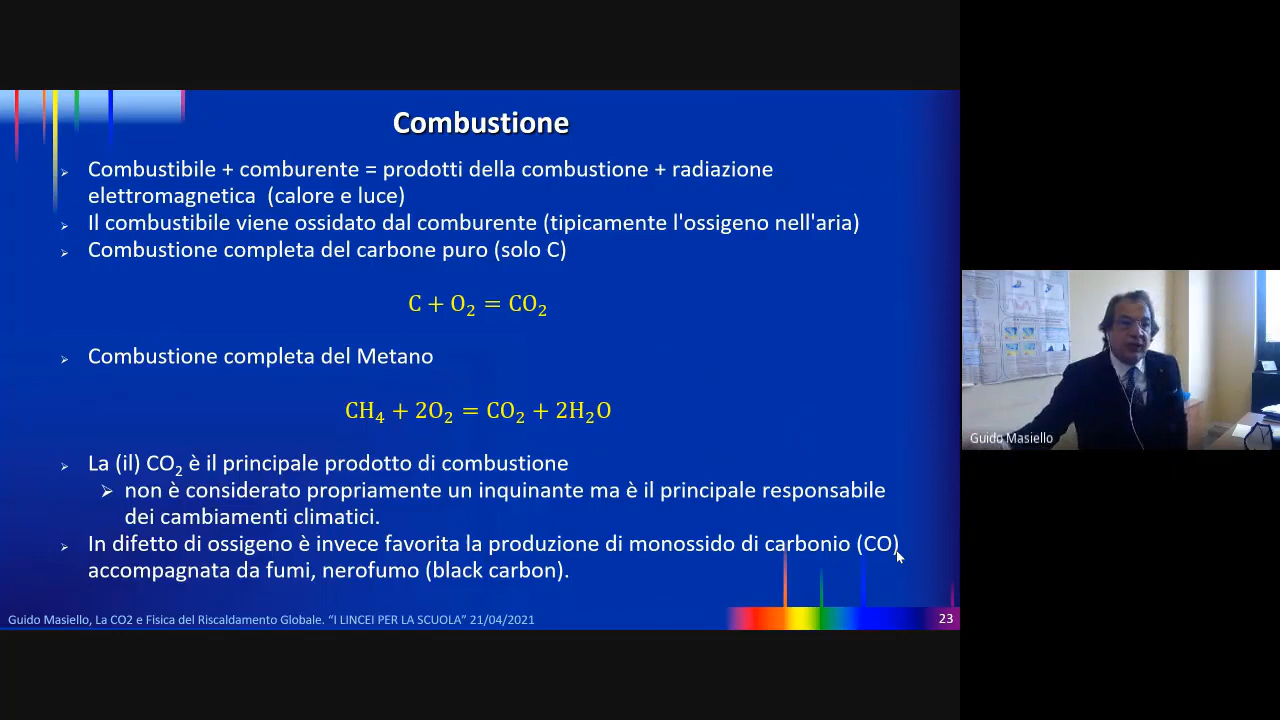 Combustione
Combustibile + comburente = prodotti della combustione + radiazione
elettromagnetica (calore e luce)
Il combustibile viene ossidato dal comburente (tipicamente l'ossigeno nell'aria)
Combustione completa del carbone puro (solo C)
C + O₂ = CO₂
Combustione completa del Metano
CH₄ + 2O₂ = CO₂ + 2H₂O
La (il) CO₂ è il principale prodotto di combustione
non è considerato propriamente un inquinante ma è il principale responsabile
dei cambiamenti climatici.
In difetto di ossigeno è invece favorita la produzione di monossido di carbonio (CO)
accompagnata da fumi, nerofumo (black carbon).
Guido Masiello, La CO2 e Fisica del Riscaldamento Globale. “I LINCEI PER LA SCUOLA” 21/04/2021
23
Guido Masiello